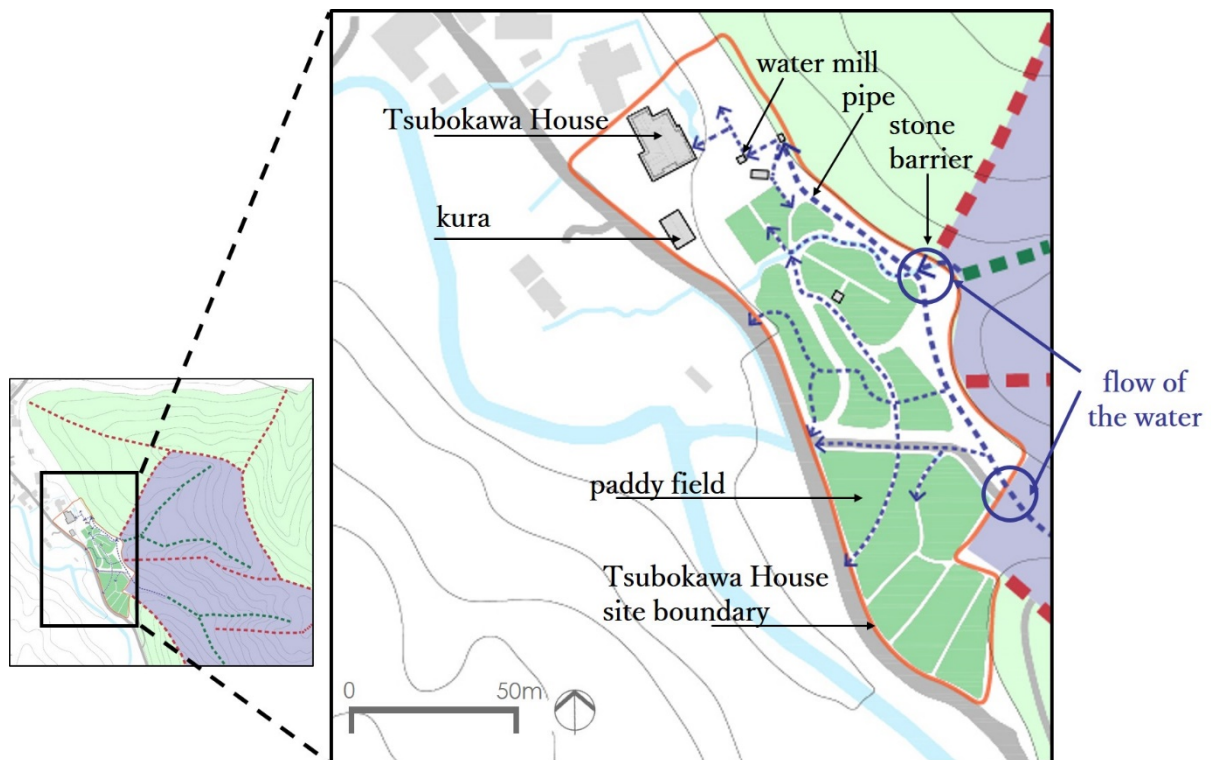 water mill
pipe
Tsubokawa House
stone
barrier
kura
flow of
the water
paddy field
Tsubokawa House
site boundary
0
50m